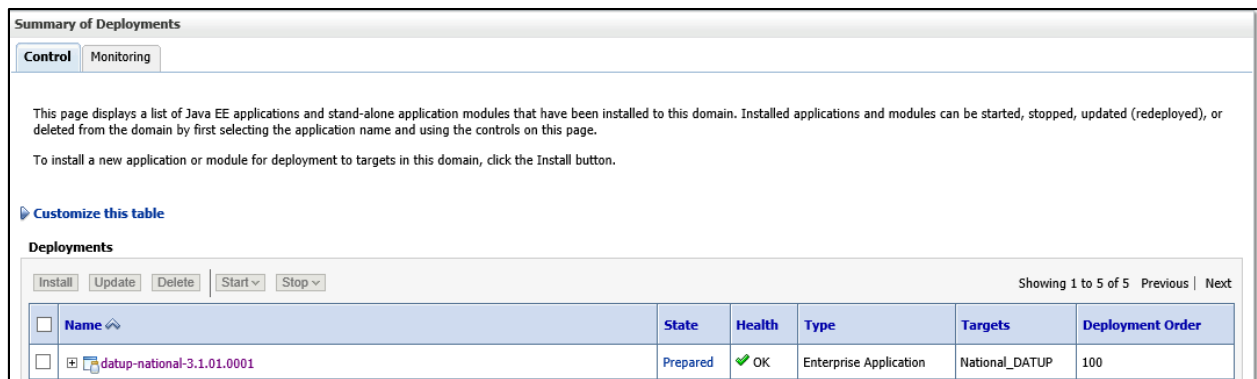 Summary of Deployments
Control Monitoring
This page displays a list of Java EE applications and stand-alone application modules that have been installed to this domain. Installed applications and modules can be started, stopped, updated (redeployed), or
deleted from the domain by first selecting the application name and using the controls on this page.
To install a new application or module for deployment to targets in this domain, click the Install button.
Customize this table
Deployments
Install Update Delete Start Stop Showing 1 to 5 of 5 Previous | Next
Name State Health Type Targets Deployment Order
datup-national-3.1.01.0001 Prepared OK Enterprise Application National_DATUP 100